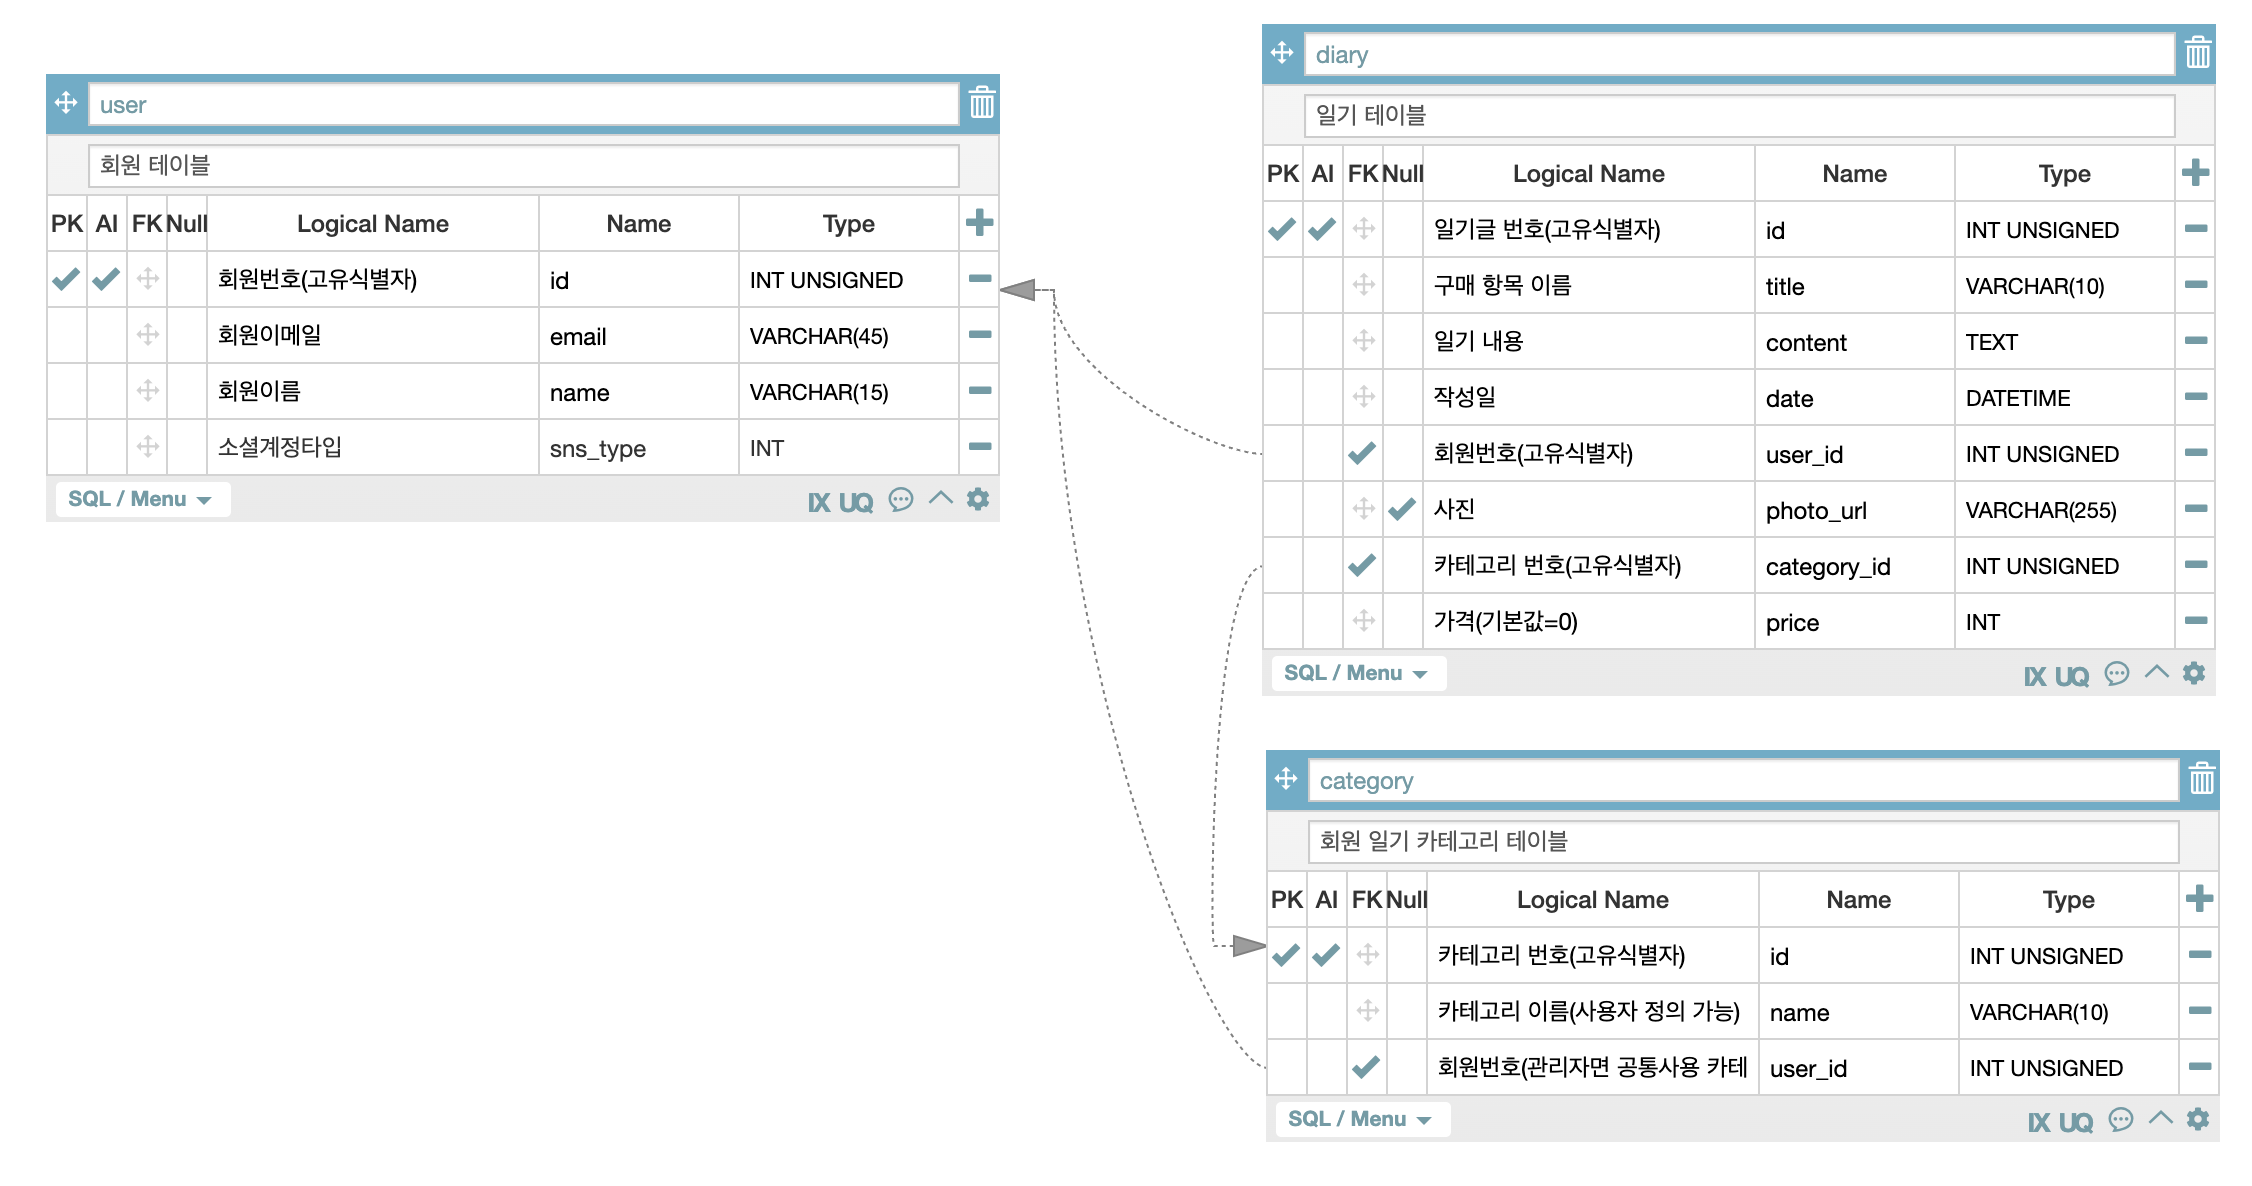 user
회원 테이블
PK AI FK Null Logical Name Name Type
회원번호(고유식별자) id INT UNSIGNED
회원이메일 email VARCHAR(45)
회원이름 name VARCHAR(15)
소셜계정타입 sns_type INT
SQL / Menu IX UQ
diary
일기 테이블
PK AI FK Null Logical Name Name Type
일기글 번호(고유식별자) id INT UNSIGNED
구매 항목 이름 title VARCHAR(10)
일기 내용 content TEXT
작성일 date DATETIME
회원번호(고유식별자) user_id INT UNSIGNED
사진 photo_url VARCHAR(255)
카테고리 번호(고유식별자) category_id INT UNSIGNED
가격(기본값=0) price INT
SQL / Menu IX UQ
category
회원 일기 카테고리 테이블
PK AI FK Null Logical Name Name Type
카테고리 번호(고유식별자) id INT UNSIGNED
카테고리 이름(사용자 정의 가능) name VARCHAR(10)
회원번호(관리자면 공통사용 카테 user_id INT UNSIGNED
SQL / Menu IX UQ